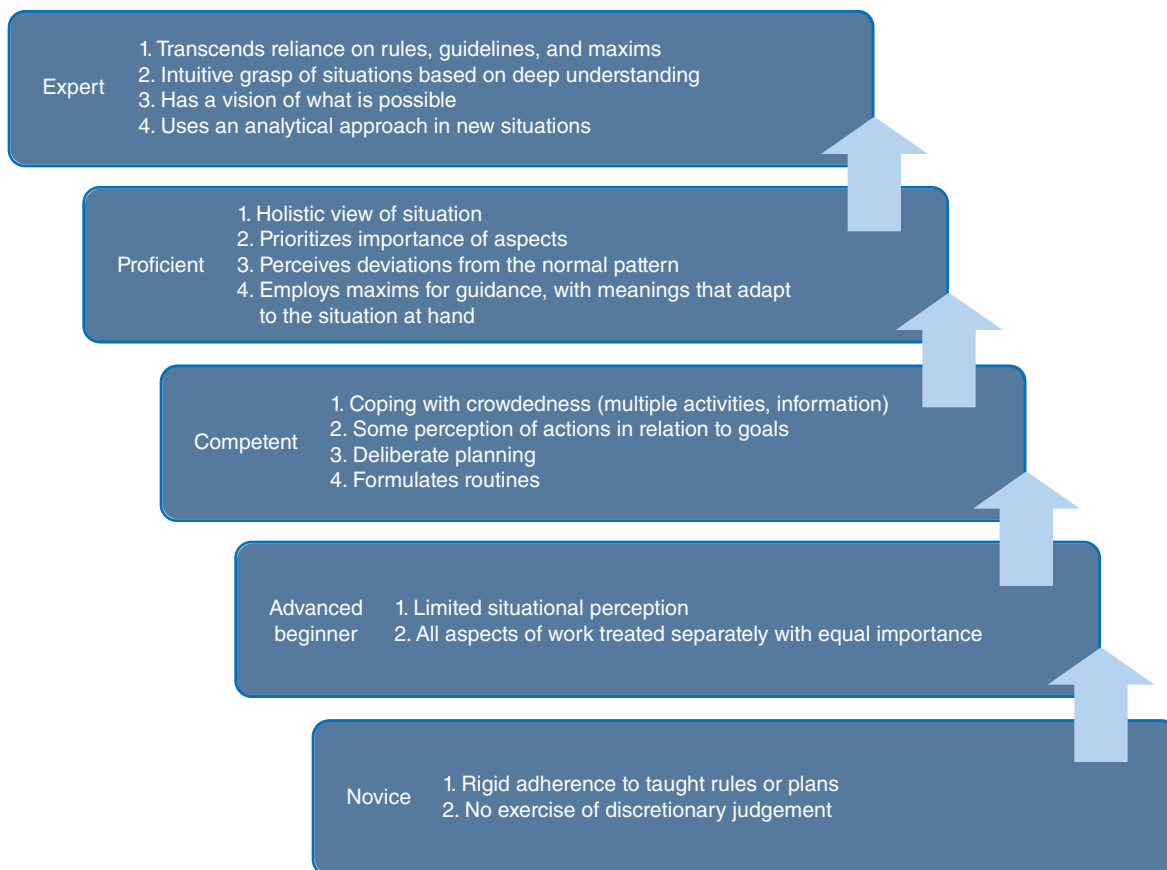 Expert
1. Transcends reliance on rules, guidelines, and maxims
2. Intuitive grasp of situations based on deep understanding
3. Has a vision of what is possible
4. Uses an analytical approach in new situations
Proficient
1. Holistic view of situation
2. Prioritizes importance of aspects
3. Perceives deviations from the normal pattern
4. Employs maxims for guidance, with meanings that adapt
to the situation at hand
Competent
1. Coping with crowdedness (multiple activities, information)
2. Some perception of actions in relation to goals
3. Deliberate planning
4. Formulates routines
Advanced
beginner
1. Limited situational perception
2. All aspects of work treated separately with equal importance
Novice
1. Rigid adherence to taught rules or plans
2. No exercise of discretionary judgement